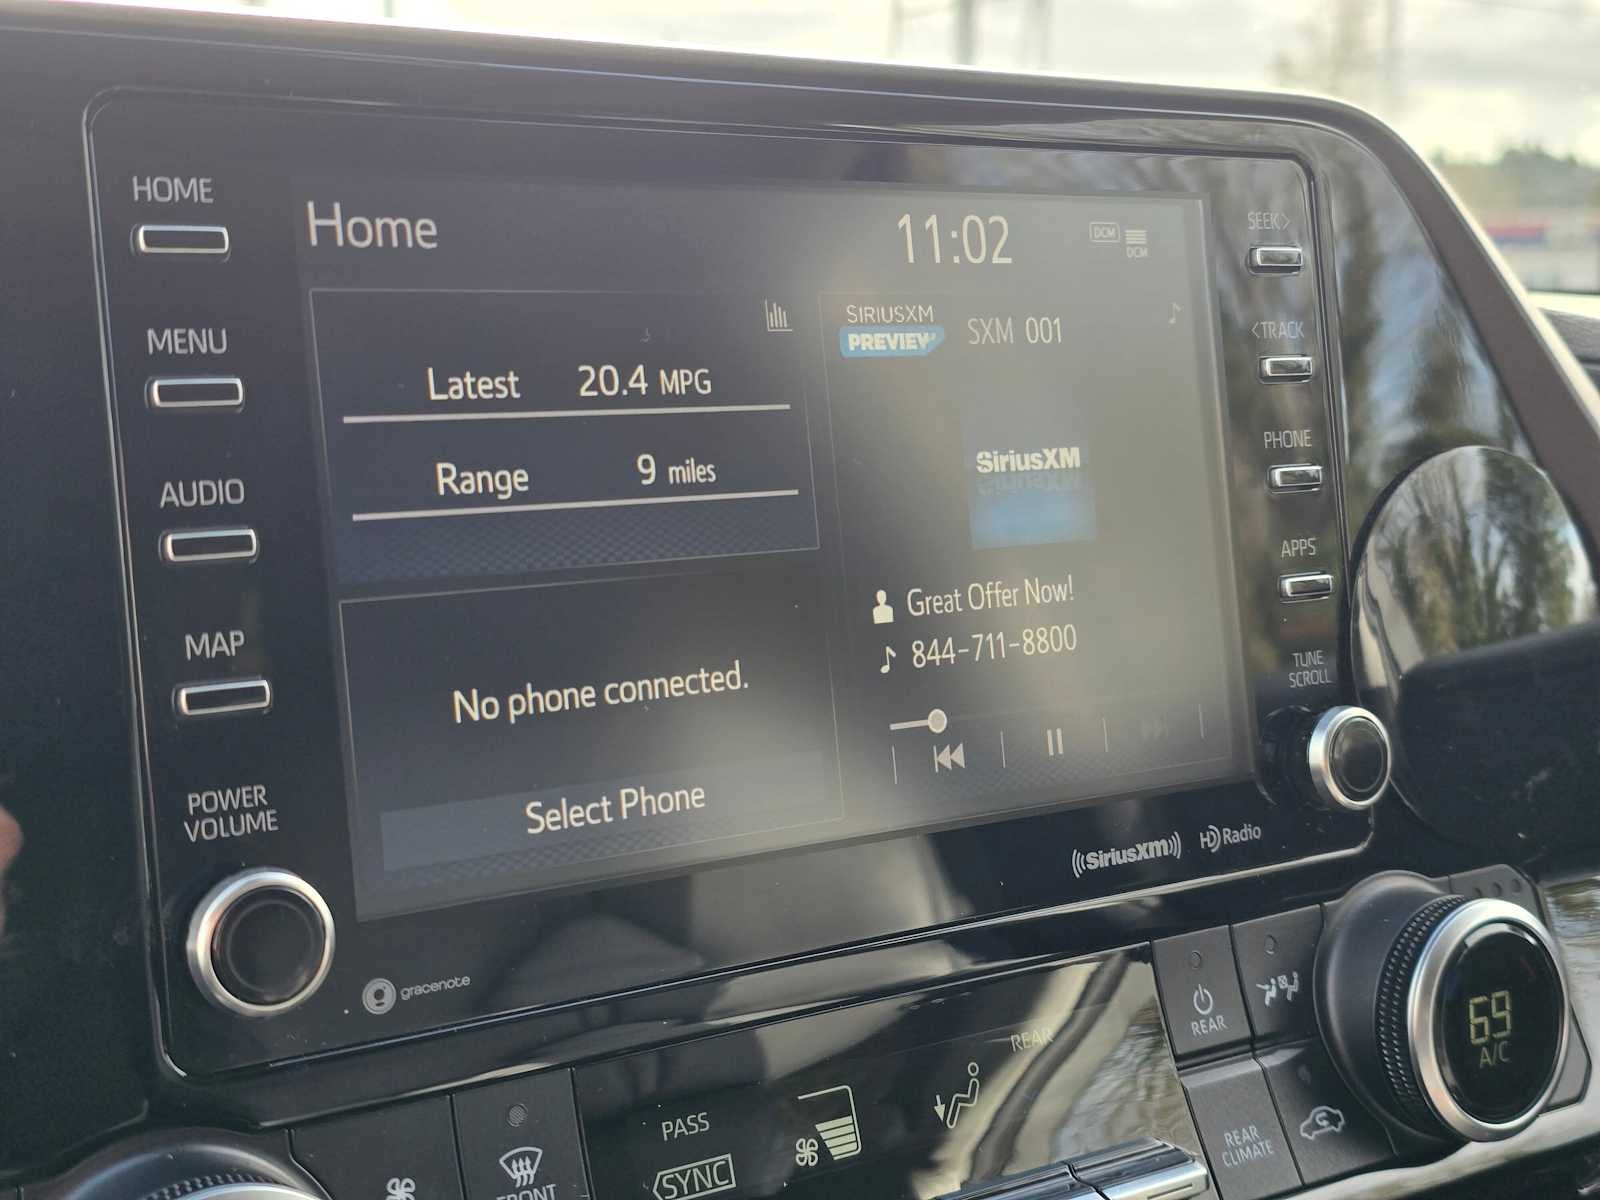 HOME
MENU
AUDIO
MAP
POWER
VOLUME
Home
11:02
DCM
DCM
Latest 20.4 MPG
Range 9 miles
No phone connected.
Select Phone
SIRIUSXM
PREVIEW
SXM 001
SiriusXM
Great Offer Now!
844-711-8800
SEEK>
<TRACK
PHONE
APPS
TUNE
SCROLL
gracenote
((SiriusXM))
HD Radio
PASS
SYNC
REAR
FRONT
REAR
REAR
CLIMATE
69
A/C